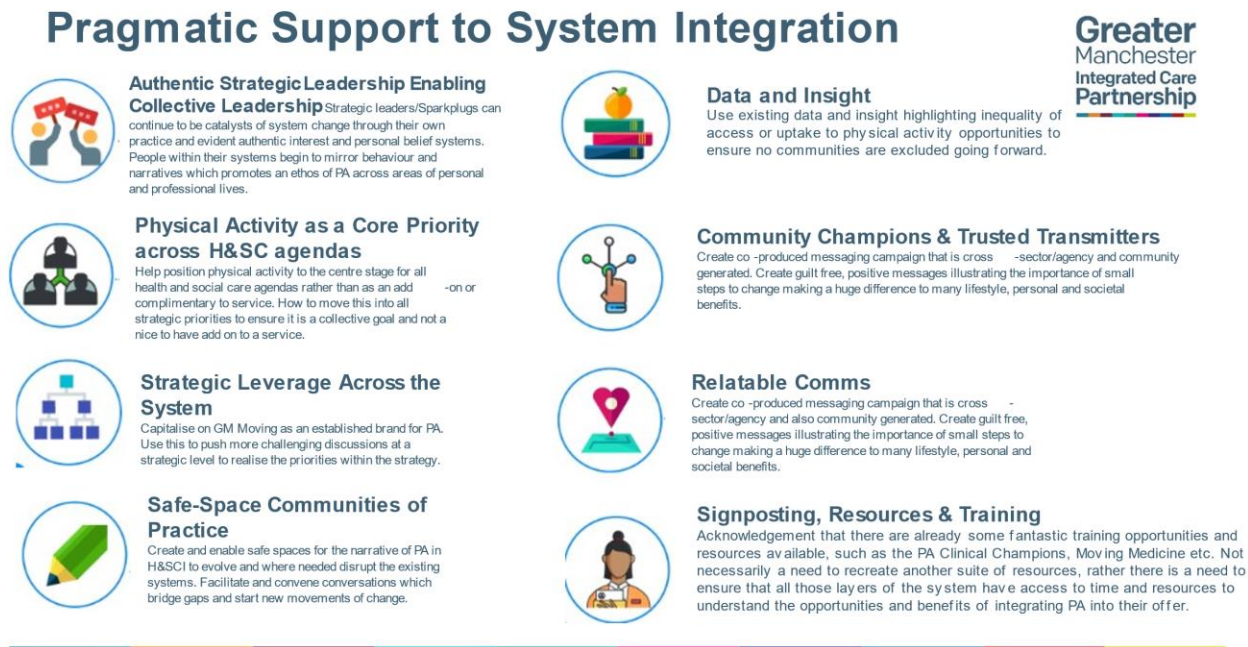 Pragmatic Support to System Integration
Greater
Manchester
Integrated Care
Partnership
Authentic Strategic Leadership Enabling
Collective Leadership Strategic leaders/Sparkplugs can
continue to be catalysts of system change through their own
practice and evident authentic interest and personal belief systems.
People within their systems begin to mirror behaviour and
narratives which promotes an ethos of PA across areas of personal
and professional lives.
Physical Activity as a Core Priority
across H&SC agendas
Help position physical activity to the centre stage for all
health and social care agendas rather than as an add -on or
complimentary to service. How to move this into all
strategic priorities to ensure it is a collective goal and not a
nice to have add on to a service.
Strategic Leverage Across the
System
Capitalise on GM Moving as an established brand for PA.
Use this to push more challenging discussions at a
strategic level to realise the priorities within the strategy.
Safe-Space Communities of
Practice
Create and enable safe spaces for the narrative of PA in
H&SCI to evolve and where needed disrupt the existing
systems. Facilitate and convene conversations which
bridge gaps and start new movements of change.
Data and Insight
Use existing data and insight highlighting inequality of
access or uptake to physical activity opportunities to
ensure no communities are excluded going forward.
Community Champions & Trusted Transmitters
Create co -produced messaging campaign that is cross -sector/agency and community
generated. Create guilt free, positive messages illustrating the importance of small
steps to change making a huge difference to many lifestyle, personal and societal
benefits.
Relatable Comms
Create co -produced messaging campaign that is cross -
sector/agency and also community generated. Create guilt free,
positive messages illustrating the importance of small steps to
change making a huge difference to many lifestyle, personal and
societal benefits.
Signposting, Resources & Training
Acknowledgement that there are already some fantastic training opportunities and
resources available, such as the PA Clinical Champions, Moving Medicine etc. Not
necessarily a need to recreate another suite of resources, rather there is a need to
ensure that all those layers of the system have access to time and resources to
understand the opportunities and benefits of integrating PA into their offer.